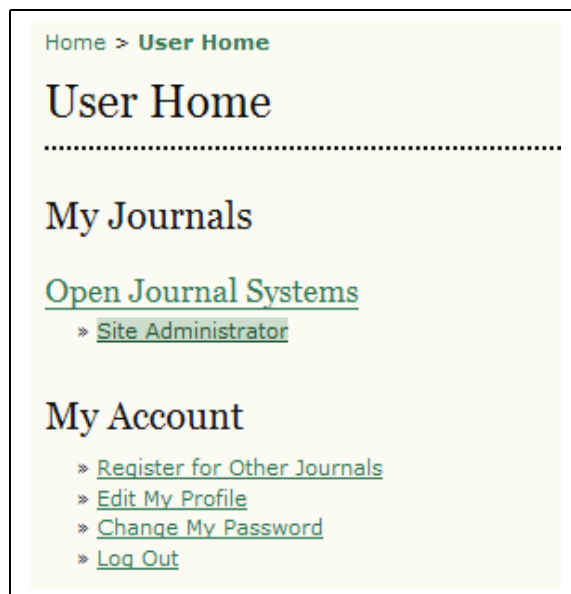 Home > User Home
User Home
My Journals
Open Journal Systems
» Site Administrator
My Account
» Register for Other Journals
» Edit My Profile
» Change My Password
» Log Out